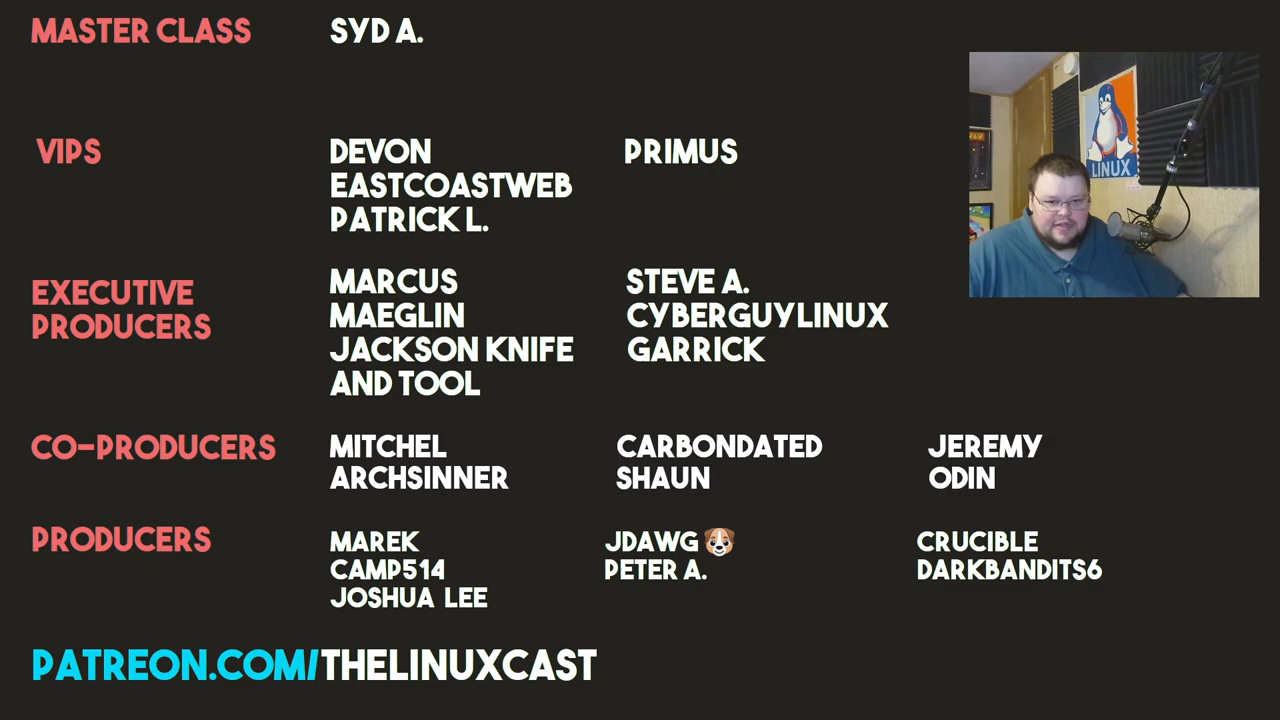 MASTER CLASS SYD A.
VIPS DEVON PRIMUS
EASTCOASTWEB
PATRICK L.
EXECUTIVE PRODUCERS
MARCUS STEVE A.
MAEGLIN CYBERGUYLINUX
JACKSON KNIFE GARRICK
AND TOOL
CO-PRODUCERS MITCHEL CARBONDATED JEREMY
ARCHSINNER SHAUN ODIN
PRODUCERS MAREK JDAWG🐶 CRUCIBLE
CAMP514 PETER A. DARKBANDITS6
JOSHUA LEE
PATREON.COM/THELINUXCAST
LINUX